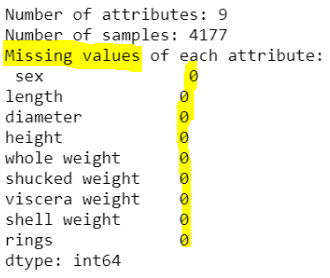 Number of attributes: 9
Number of samples: 4177
Missing values of each attribute:
sex 0
length 0
diameter 0
height 0
whole weight 0
shucked weight 0
viscera weight 0
shell weight 0
rings 0
dtype: int64